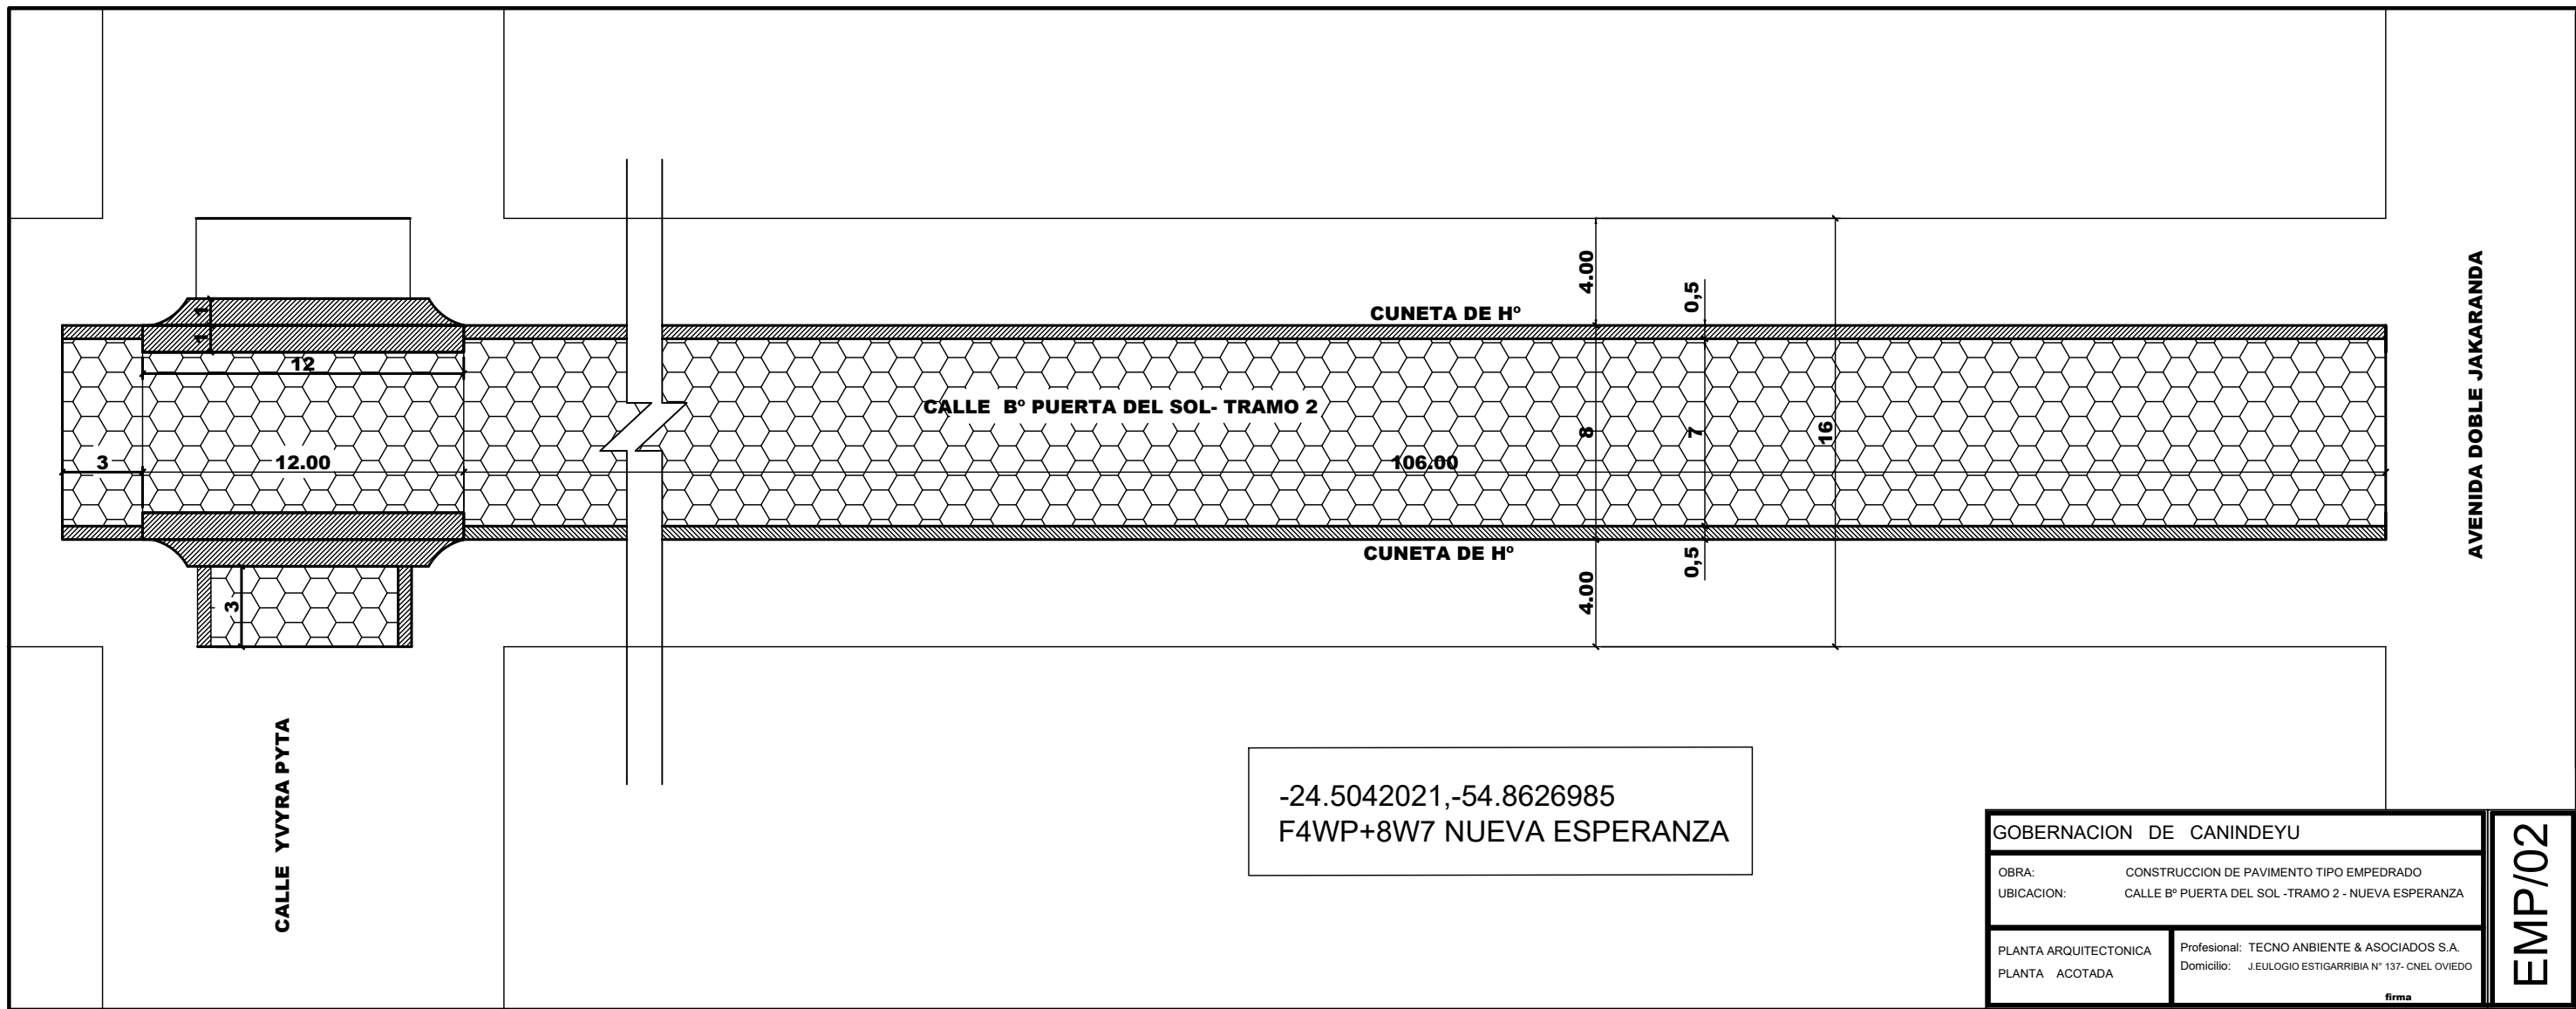 4.00
0,5
CUNETA DE Hº
1
1
12
CALLE Bº PUERTA DEL SOL- TRAMO 2
3
12.00
106.00
8
7
16
AVENIDA DOBLE JAKARANDA
CUNETA DE Hº
0,5
4.00
3
CALLE YVYRA PYTA
-24.5042021,-54.8626985
F4WP+8W7 NUEVA ESPERANZA
GOBERNACION DE CANINDEYU
OBRA: CONSTRUCCION DE PAVIMENTO TIPO EMPEDRADO
UBICACION: CALLE Bº PUERTA DEL SOL -TRAMO 2 - NUEVA ESPERANZA
PLANTA ARQUITECTONICA
PLANTA ACOTADA
Profesional: TECNO ANBIENTE & ASOCIADOS S.A.
Domicilio: J.EULOGIO ESTIGARRIBIA N° 137- CNEL OVIEDO
firma
EMP/02